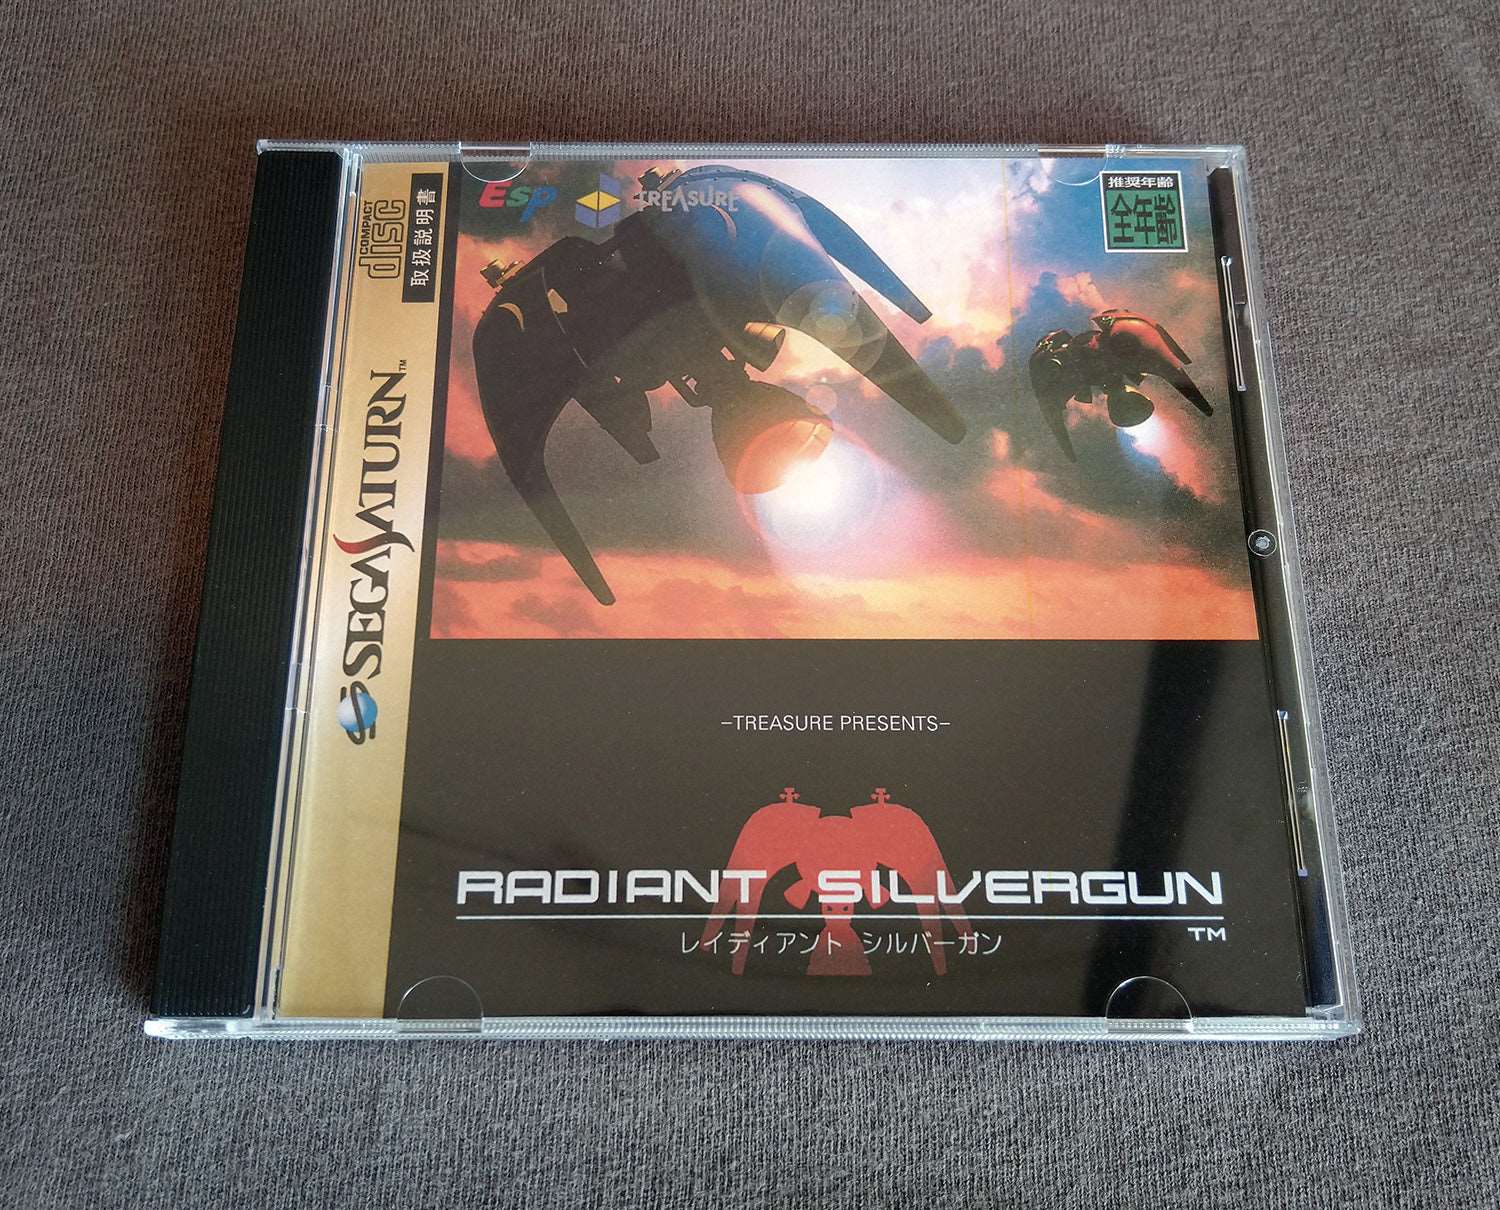 COMPACT
disc
取扱説明書
SEGA SATURN™
ESP
TREASURE
推奨年齢
全年齢
-TREASURE PRESENTS-
RADIANT SILVERGUN
™
レイディアント シルバーガン